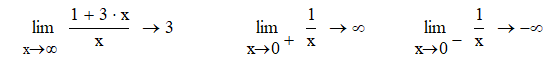 lim x→∞ (1 + 3 · x)/x → 3
lim x→0⁺ 1/x → ∞
lim x→0⁻ 1/x → −∞